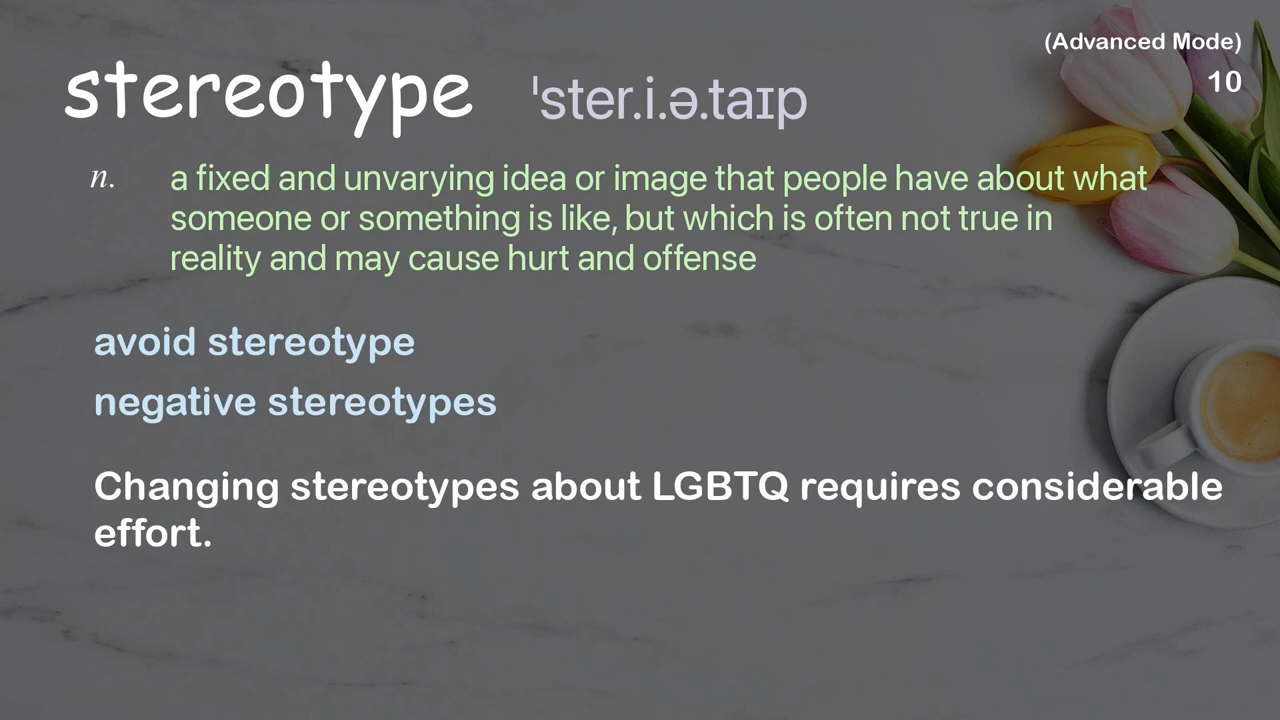 (Advanced Mode)
10
stereotype ˈster.i.ə.taɪp
n. a fixed and unvarying idea or image that people have about what
someone or something is like, but which is often not true in
reality and may cause hurt and offense
avoid stereotype
negative stereotypes
Changing stereotypes about LGBTQ requires considerable
effort.